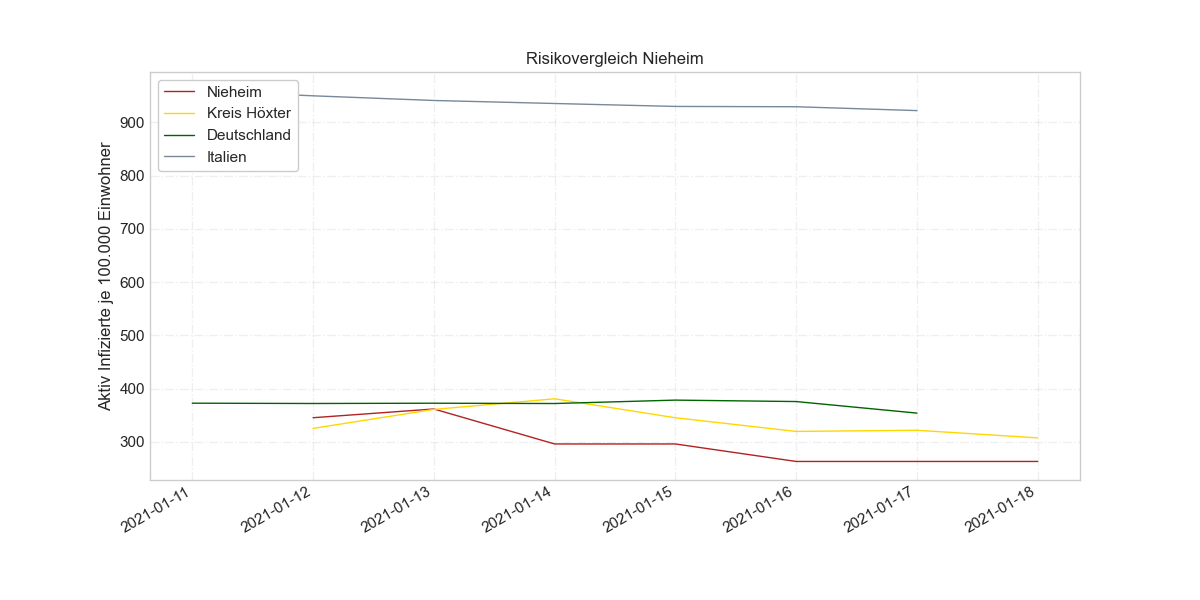 Risikovergleich Nieheim
Nieheim
Kreis Höxter
Deutschland
Italien
Aktiv Infizierte je 100.000 Einwohner
900
800
700
600
500
400
300
2021-01-11
2021-01-12
2021-01-13
2021-01-14
2021-01-15
2021-01-16
2021-01-17
2021-01-18